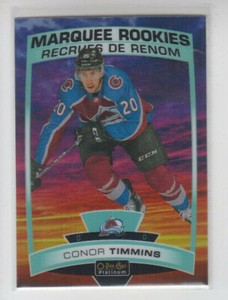 MARQUEE ROOKIES
RECRUES DE RENOM
20
20
CCM
CONOR TIMMINS
O-Pee-Chee
Platinum